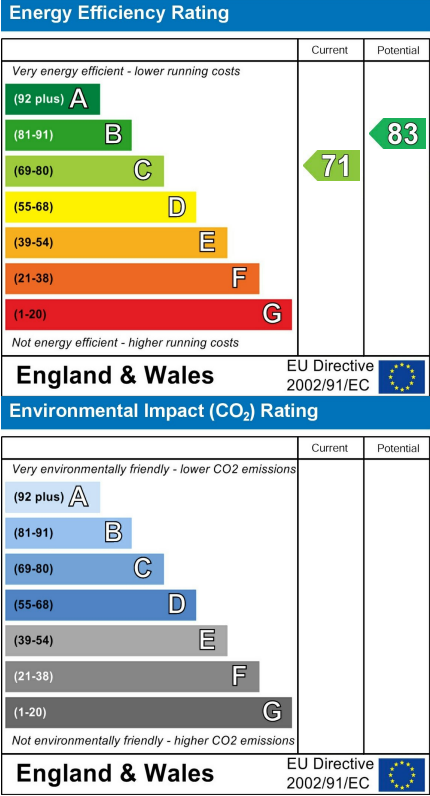 Energy Efficiency Rating
Current Potential
Very energy efficient - lower running costs
(92 plus) A
(81-91) B
83
(69-80) C
71
(55-68) D
(39-54) E
(21-38) F
(1-20) G
Not energy efficient - higher running costs
England & Wales
EU Directive
2002/91/EC
Environmental Impact (CO₂) Rating
Current Potential
Very environmentally friendly - lower CO2 emissions
(92 plus) A
(81-91) B
(69-80) C
(55-68) D
(39-54) E
(21-38) F
(1-20) G
Not environmentally friendly - higher CO2 emissions
England & Wales
EU Directive
2002/91/EC